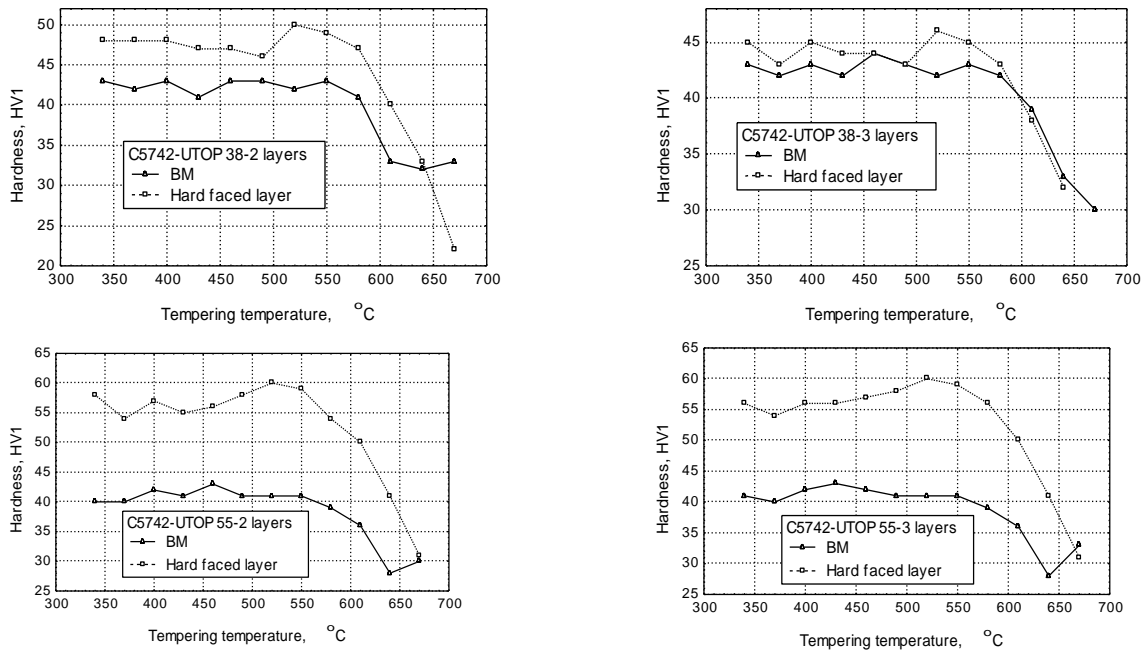 Hardness, HV1
50
45
40
35
30
25
20
C5742-UTOP 38-2 layers
BM
Hard faced layer
300 350 400 450 500 550 600 650 700
Tempering temperature, °C
Hardness, HV1
45
40
35
30
25
C5742-UTOP 38-3 layers
BM
Hard faced layer
300 350 400 450 500 550 600 650 700
Tempering temperature, °C
Hardness, HV1
65
60
55
50
45
40
35
30
25
C5742-UTOP 55-2 layers
BM
Hard faced layer
300 350 400 450 500 550 600 650 700
Tempering temperature, °C
Hardness, HV1
65
60
55
50
45
40
35
30
25
C5742-UTOP 55-3 layers
BM
Hard faced layer
300 350 400 450 500 550 600 650 700
Tempering temperature, °C